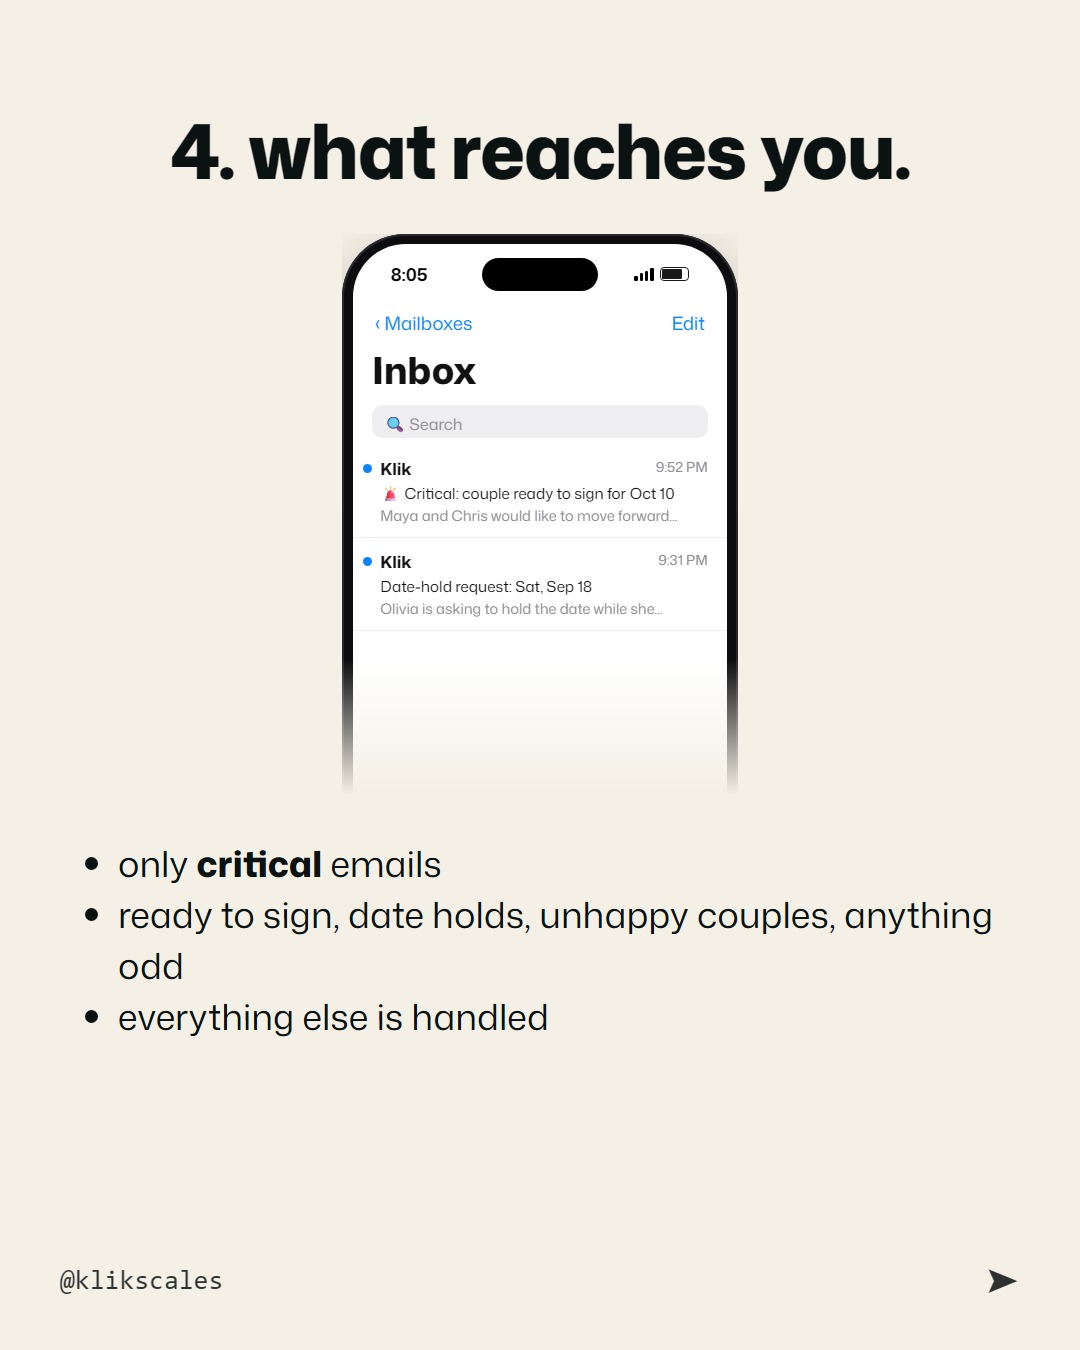 4. what reaches you.
8:05
‹ Mailboxes
Edit
Inbox
🔍 Search
Klik
9:52 PM
🚨 Critical: couple ready to sign for Oct 10
Maya and Chris would like to move forward...
Klik
9:31 PM
Date-hold request: Sat, Sep 18
Olivia is asking to hold the date while she...
• only critical emails
• ready to sign, date holds, unhappy couples, anything
odd
• everything else is handled
@klikscales